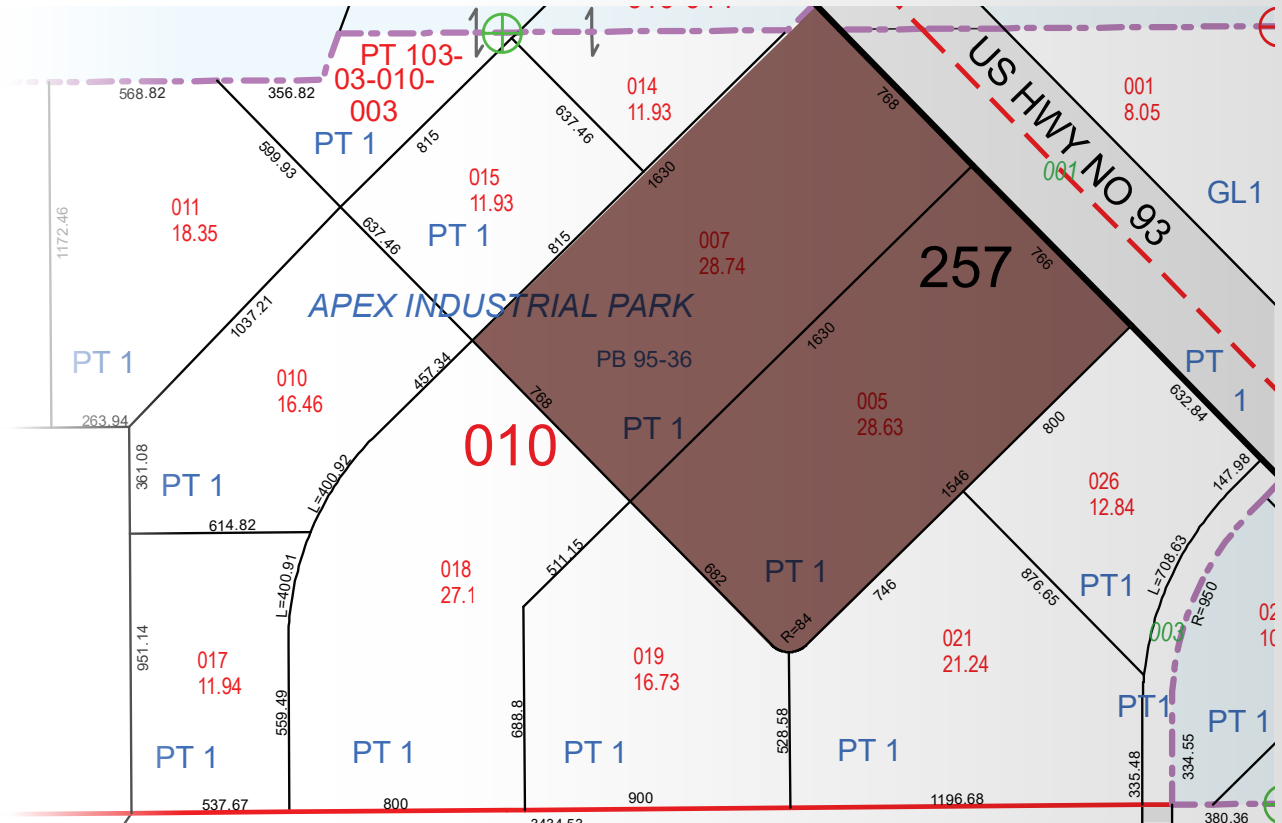 PT 103-
03-010-
003
568.82
356.82
PT 1
815
637.46
014
11.93
768
US HWY NO 93
001
8.05
001
GL1
599.93
1172.46
011
18.35
637.46
015
11.93
PT 1
1630
815
007
28.74
257
766
APEX INDUSTRIAL PARK
PB 95-36
PT 1
1630
1037.21
PT 1
010
16.46
457.34
768
010
005
28.63
PT
1
632.84
263.94
361.08
PT 1
L=400.92
614.82
800
1546
026
12.84
147.98
L=400.91
018
27.1
511.15
682
PT 1
R=84
746
876.65
PT1
L=708.63
R=950
003
951.14
017
11.94
019
16.73
021
21.24
559.49
688.8
528.58
PT1
PT 1
PT 1
PT 1
PT 1
PT 1
335.48
334.55
537.67
800
900
1196.68
380.36